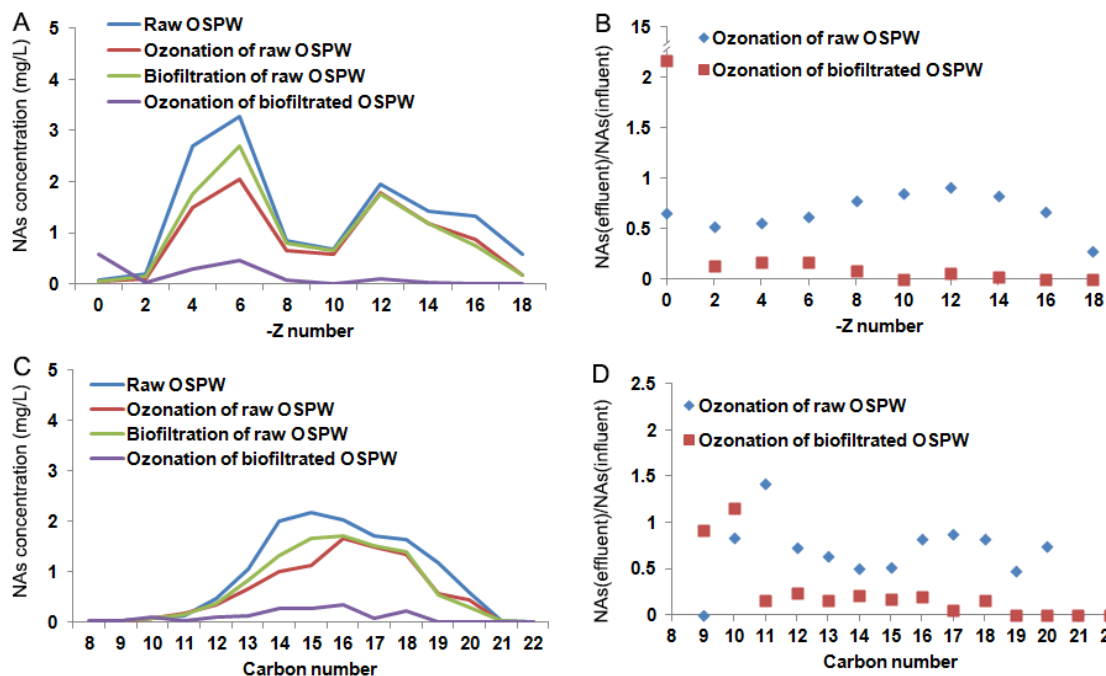 A
NAs concentration (mg/L)
5
4
3
2
1
0
Raw OSPW
Ozonation of raw OSPW
Biofiltration of raw OSPW
Ozonation of biofiltrated OSPW
0 2 4 6 8 10 12 14 16 18
-Z number
B
NAs(effluent)/NAs(influent)
15
2
1
0.5
0
Ozonation of raw OSPW
Ozonation of biofiltrated OSPW
0 2 4 6 8 10 12 14 16 18
-Z number
C
NAs concentration (mg/L)
5
4
3
2
1
0
Raw OSPW
Ozonation of raw OSPW
Biofiltration of raw OSPW
Ozonation of biofiltrated OSPW
8 9 10 11 12 13 14 15 16 17 18 19 20 21 22
Carbon number
D
NAs(effluent)/NAs(influent)
2.5
2
1.5
1
0.5
0
Ozonation of raw OSPW
Ozonation of biofiltrated OSPW
8 9 10 11 12 13 14 15 16 17 18 19 20 21
Carbon number